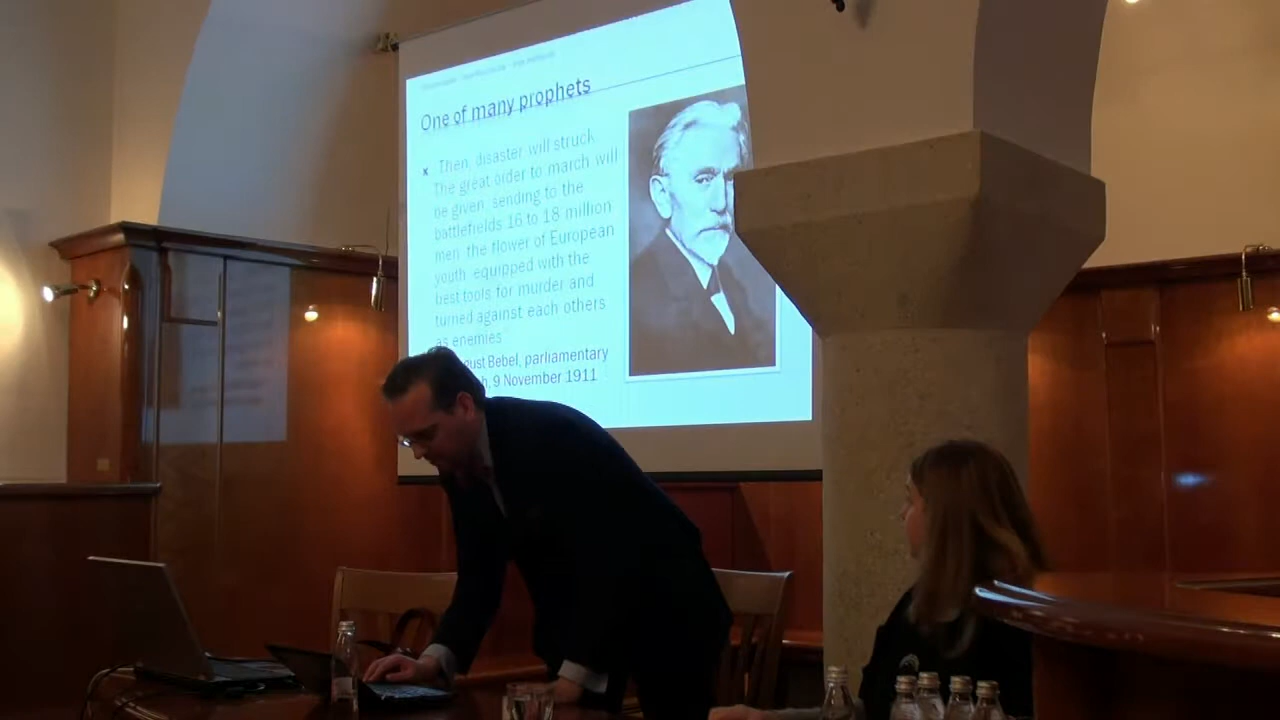 One of many prophets
Then, disaster will struck
The great order to march will
be given, sending to the
battlefields 16 to 18 million
men, the flower of European
youth, equipped with the
best tools for murder and
turned against each others
as enemies"
Bebel, parliamentary
9 November 1911